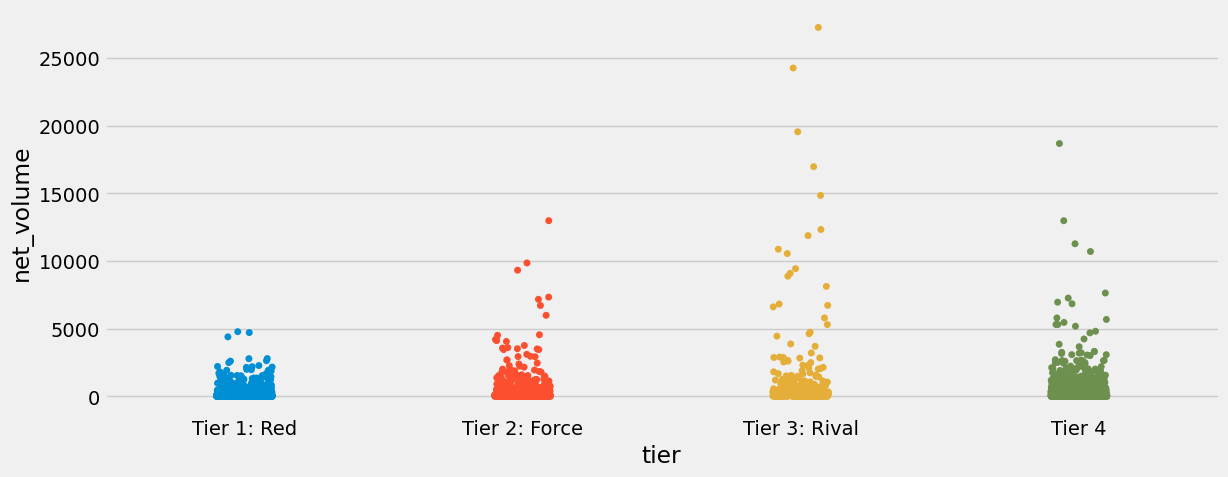 25000
20000
15000
10000
5000
0
net_volume
Tier 1: Red
Tier 2: Force
Tier 3: Rival
Tier 4
tier